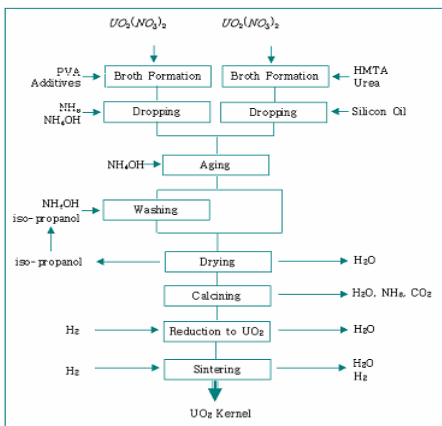 UO₂(NO₃)₂ UO₂(NO₃)₂
PVA
Additives
Broth Formation
Broth Formation
HMTA
Urea
NH₃
NH₄OH
Dropping
Dropping
Silicon Oil
NH₄OH
Aging
NH₄OH
iso-propanol
Washing
iso-propanol
Drying
H₂O
Calcining
H₂O, NH₃, CO₂
H₂
Reduction to UO₂
H₂O
H₂
Sintering
H₂O
H₂
UO₂ Kernel